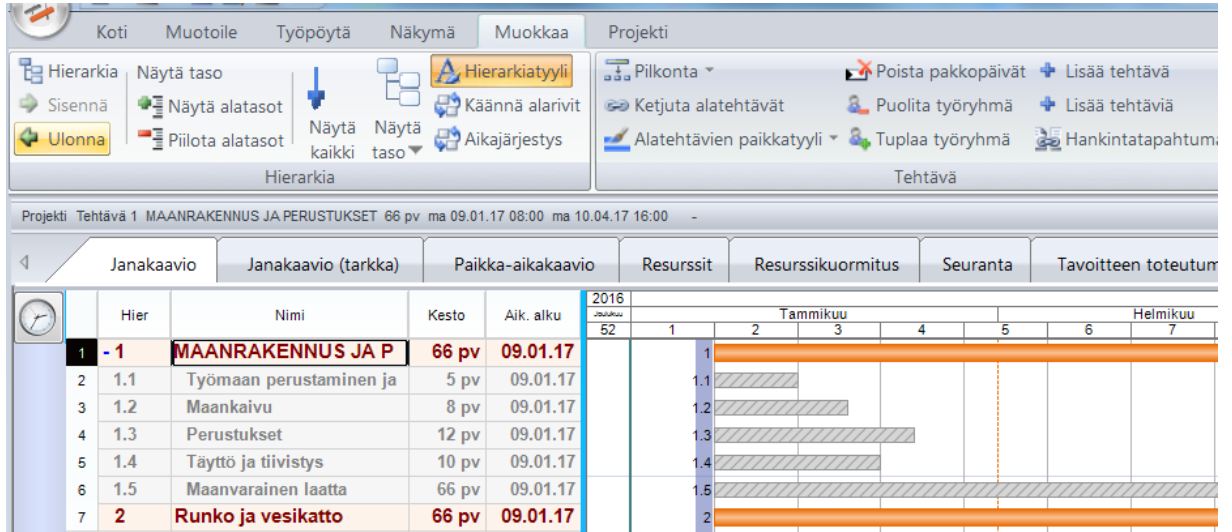 Koti Muotoile Työpöytä Näkymä Muokkaa Projekti
Hierarkia Näytä taso Hierarkiatyyli Pilkonta Poista pakkopäivät Lisää tehtävä
Sisennä Näytä alatasot Käännä alarivit Ketjuta alatehtävät Puolita työryhmä Lisää tehtäviä
Ulonna Piilota alatasot Näytä kaikki Näytä taso Aikajärjestys Alatehtävien paikkatyyli Tuplaa työryhmä Hankintatapahtuma
Hierarkia Tehtävä
Projekti Tehtävä 1 MAANRAKENNUS JA PERUSTUKSET 66 pv ma 09.01.17 08:00 ma 10.04.17 16:00 -
Janakaavio Janakaavio (tarkka) Paikka-aikakaavio Resurssit Resurssikuormitus Seuranta Tavoitteen toteutum
Hier Nimi Kesto Aik. alku 2016
Joulukuu Tammikuu Helmikuu
52 1 2 3 4 5 6 7
1 - 1 MAANRAKENNUS JA P 66 pv 09.01.17 1
2 1.1 Työmaan perustaminen ja 5 pv 09.01.17 1.1
3 1.2 Maankaivu 8 pv 09.01.17 1.2
4 1.3 Perustukset 12 pv 09.01.17 1.3
5 1.4 Täyttö ja tiivistys 10 pv 09.01.17 1.4
6 1.5 Maanvarainen laatta 66 pv 09.01.17 1.5
7 2 Runko ja vesikatto 66 pv 09.01.17 2